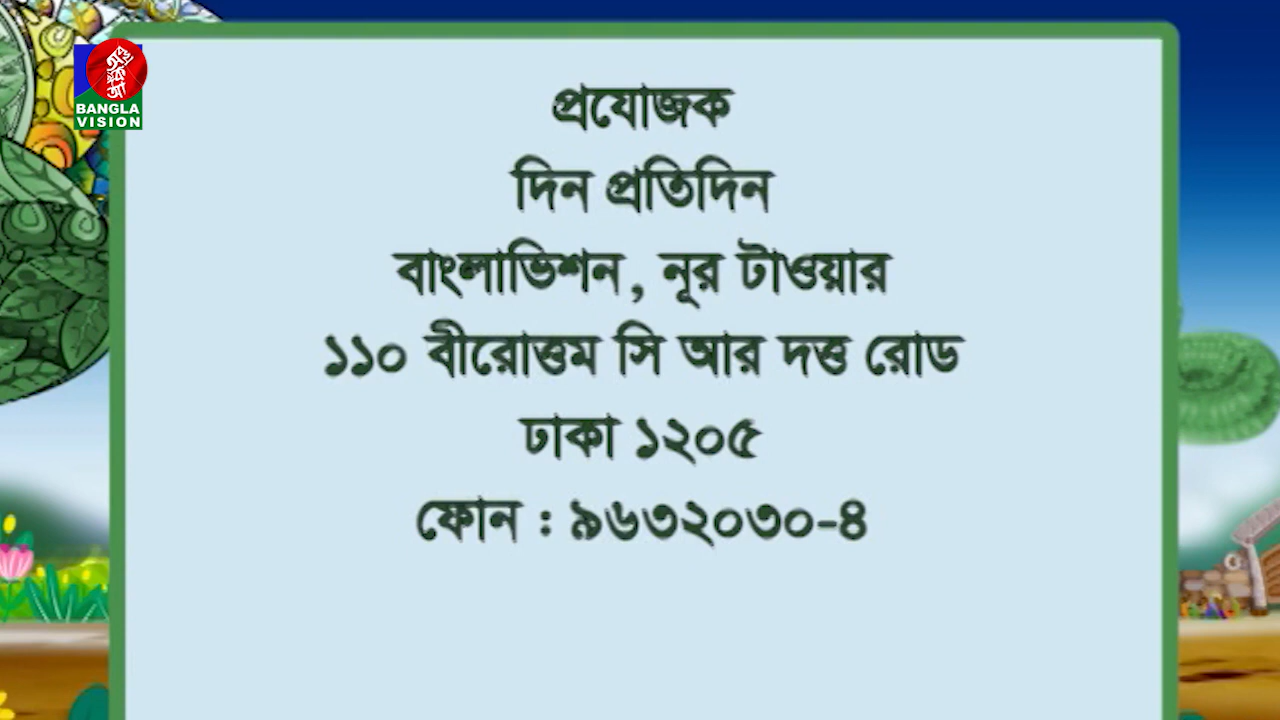 BANGLA
VISION
প্রযোজক
দিন প্রতিদিন
বাংলাভিশন, নূর টাওয়ার
১১০ বীরোত্তম সি আর দত্ত রোড
ঢাকা ১২০৫
ফোন : ৯৬৩২০৩০-৪